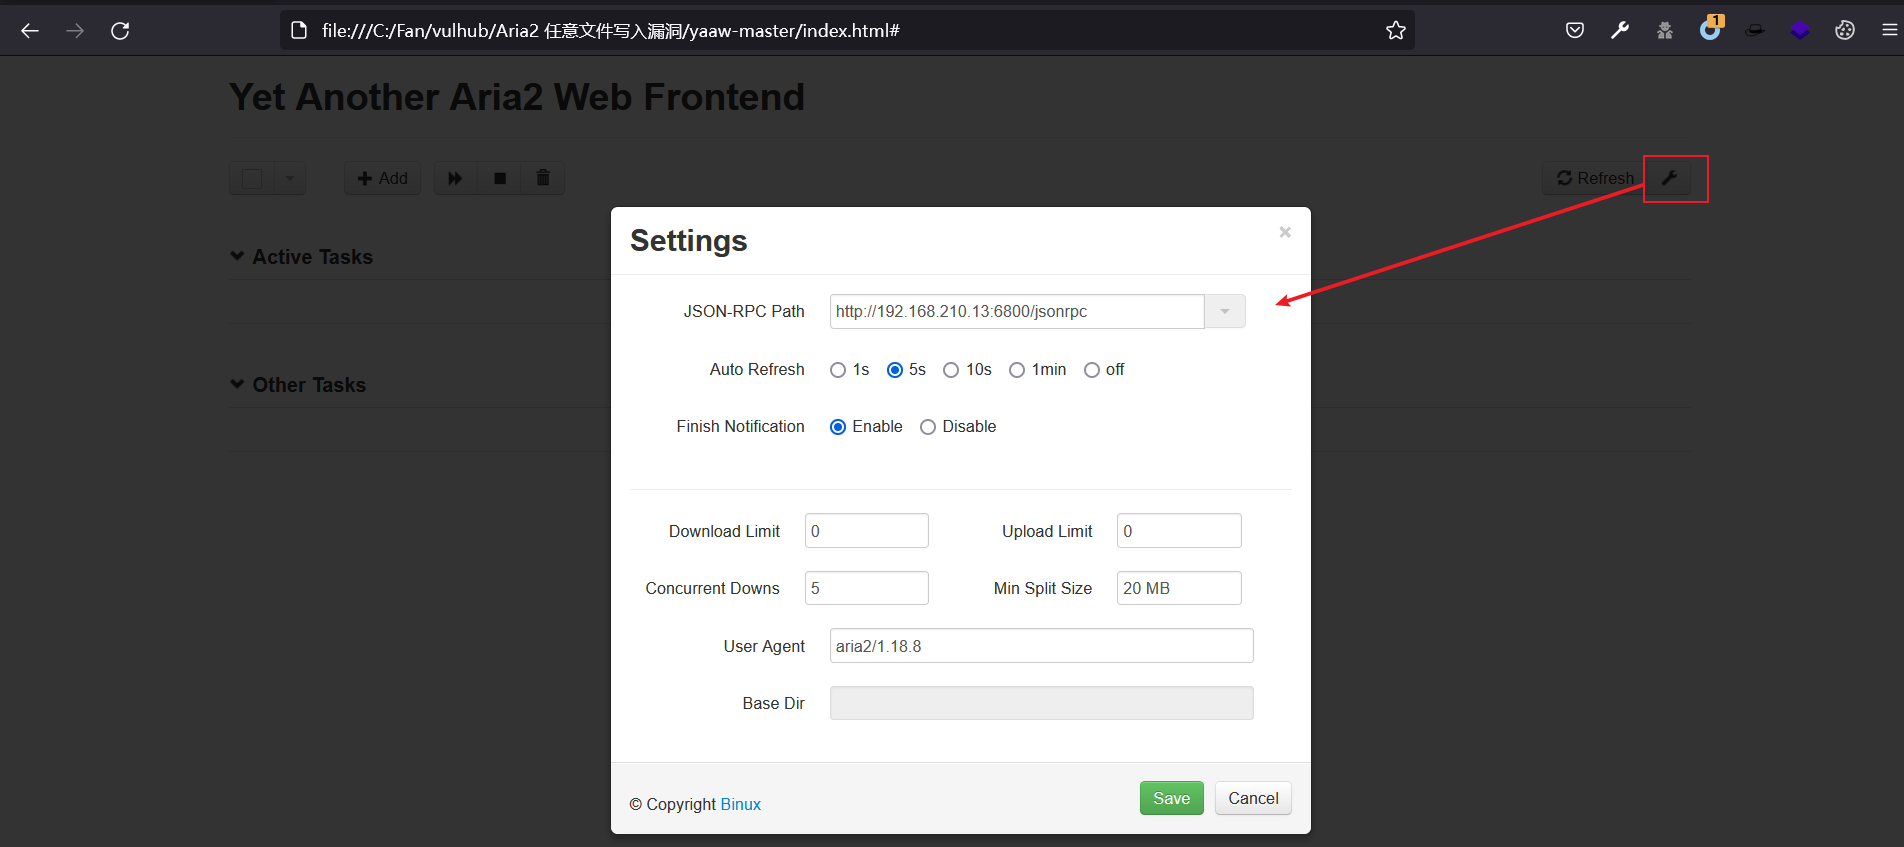 file:///C:/Fan/vulhub/Aria2 任意文件写入漏洞/yaaw-master/index.html#
1
Yet Another Aria2 Web Frontend
Add
Refresh
Active Tasks
Other Tasks
Settings
×
JSON-RPC Path http://192.168.210.13:6800/jsonrpc
Auto Refresh 1s 5s 10s 1min off
Finish Notification Enable Disable
Download Limit 0 Upload Limit 0
Concurrent Downs 5 Min Split Size 20 MB
User Agent aria2/1.18.8
Base Dir
© Copyright Binux Save Cancel